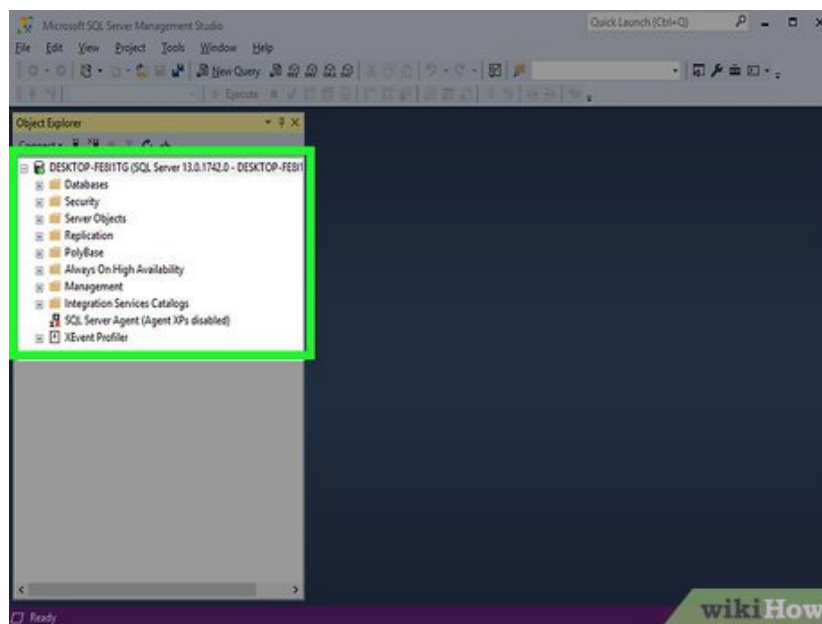 Microsoft SQL Server Management Studio
Quick Launch (Ctrl+Q)
File Edit View Project Tools Window Help
New Query
Execute
Object Explorer
Connect
DESKTOP-FE8I1TG (SQL Server 13.0.1742.0 - DESKTOP-FE8I1
Databases
Security
Server Objects
Replication
PolyBase
Always On High Availability
Management
Integration Services Catalogs
SQL Server Agent (Agent XPs disabled)
XEvent Profiler
Ready
wikiHow